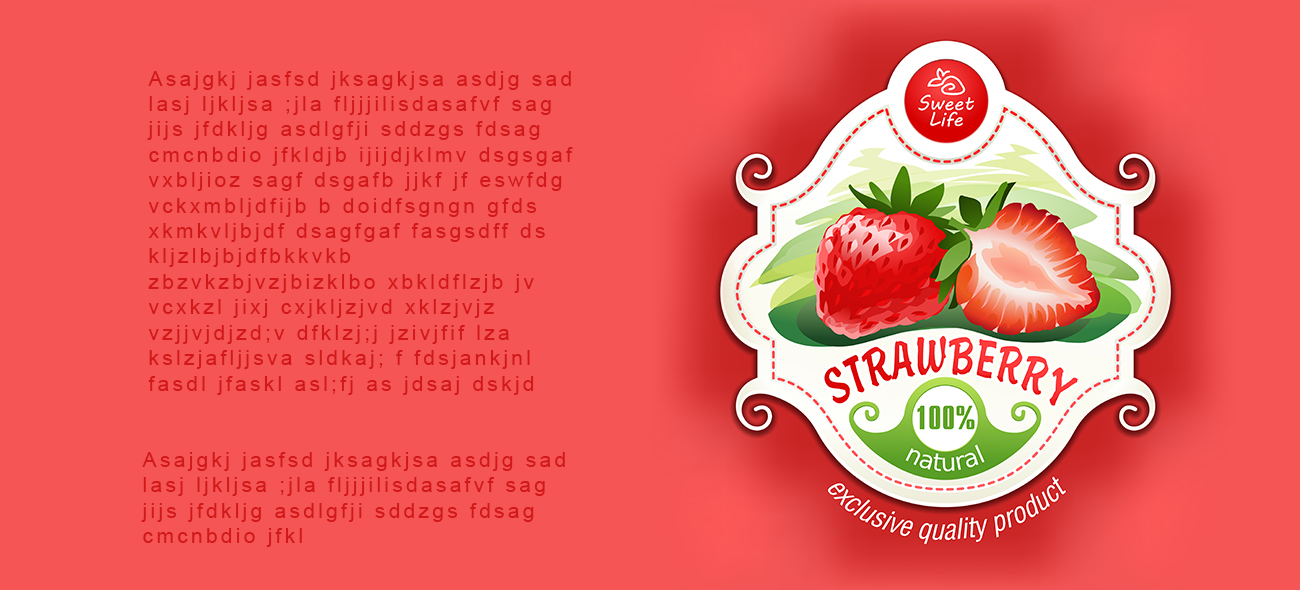 Asajgkj jasfsd jksagkjsa asdjg sad
lasj ljkljsa ;jla fljjjilisdasafvf sag
jijs jfdkljg asdlgfji sddzgs fdsag
cmcnbdio jfkldjb ijijdjklmv dsgsgaf
vxbljioz sagf dsgafb jjkf jf eswfdg
vckxmbljdfijb b doidfsgngn gfds
xkmkvljbjdf dsagfgaf fasgsdff ds
kljzlbjbjdfbkkvkb
zbzvkzbjvzjbizklbo xbkldflzjb jv
vcxkzl jixj cxjkljzjvd xklzjvjz
vzjjvjdjzd;v dfklzj;j jzivjfif lza
kslzjafljjsva sldkaj; f fdsjankjnl
fasdl jfaskl asl;fj as jdsaj dskjd
Asajgkj jasfsd jksagkjsa asdjg sad
lasj ljkljsa ;jla fljjjilisdasafvf sag
jijs jfdkljg asdlgfji sddzgs fdsag
cmcnbdio jfkl
Sweet
Life
STRAWBERRY
100%
natural
exclusive quality product